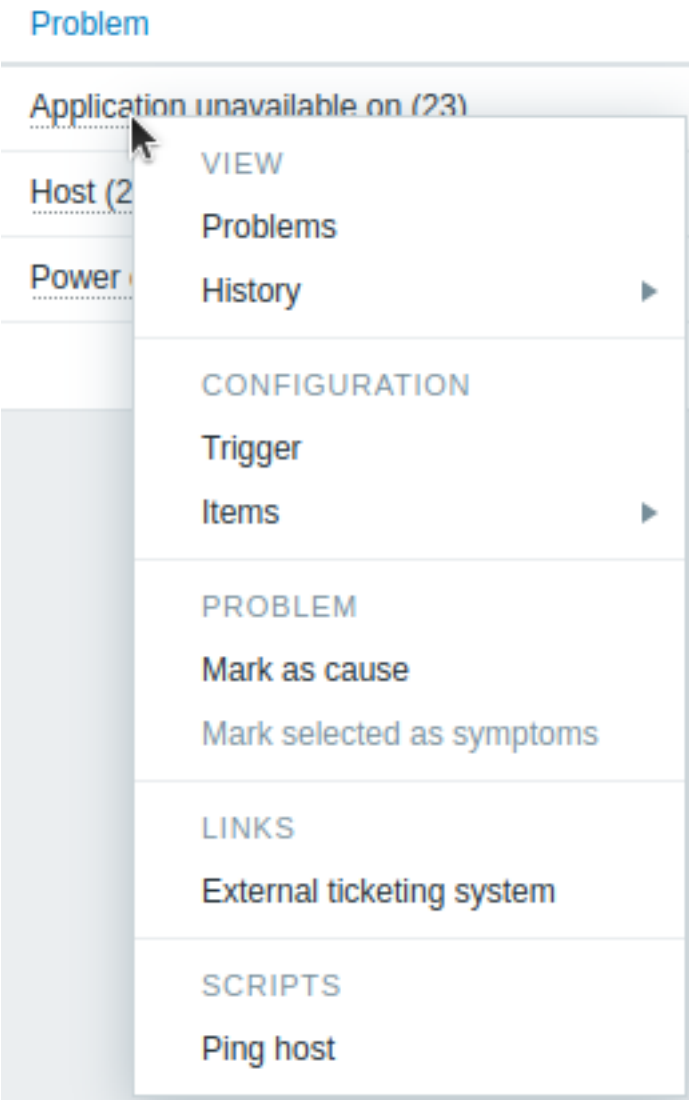 Problem
Application unavailable on (23)
Host (2
Power
VIEW
Problems
History
CONFIGURATION
Trigger
Items
PROBLEM
Mark as cause
Mark selected as symptoms
LINKS
External ticketing system
SCRIPTS
Ping host